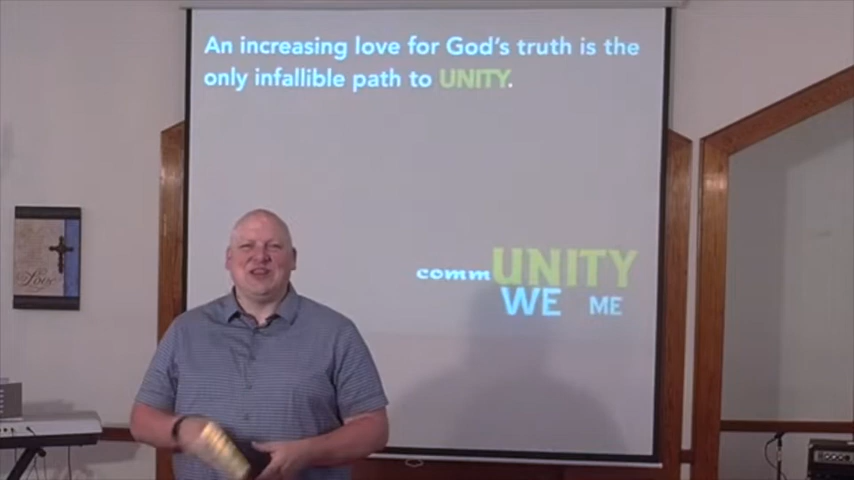 An increasing love for God's truth is the
only infallible path to UNITY.
commUNITY
WE ME
Love